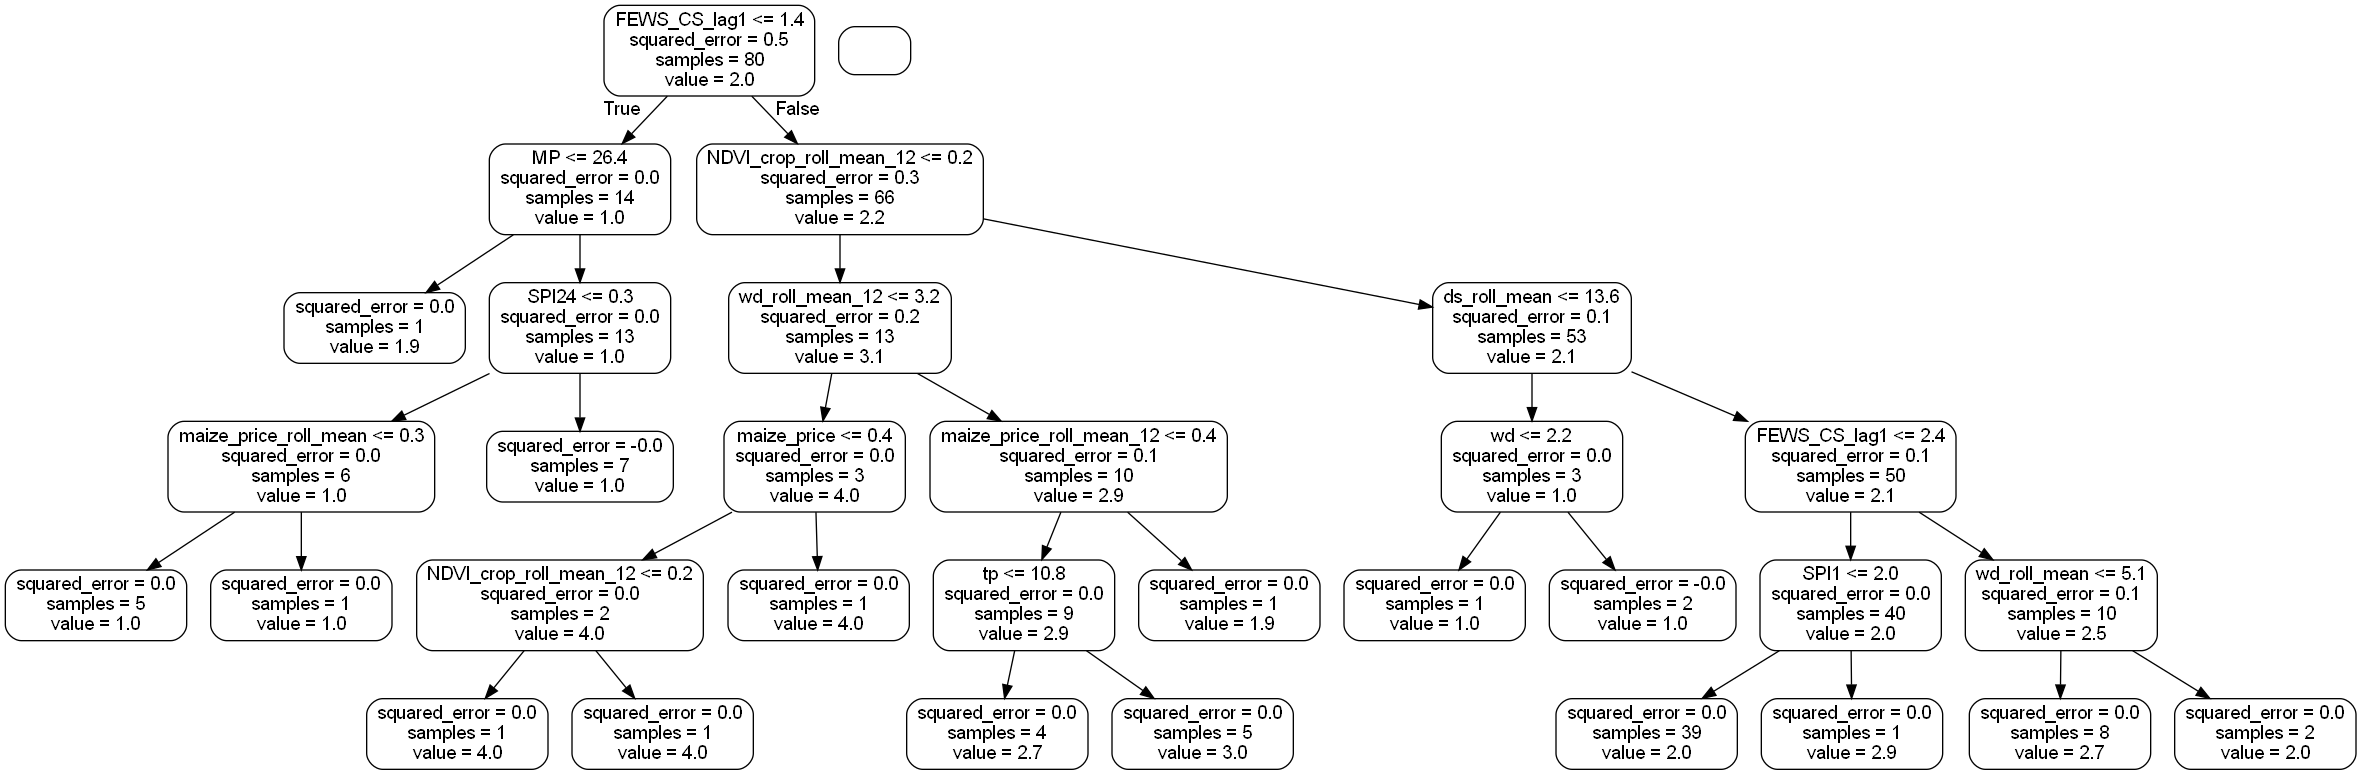 FEWS_CS_lag1 <= 1.4
squared_error = 0.5
samples = 80
value = 2.0
True
False
MP <= 26.4
squared_error = 0.0
samples = 14
value = 1.0
NDVI_crop_roll_mean_12 <= 0.2
squared_error = 0.3
samples = 66
value = 2.2
squared_error = 0.0
samples = 1
value = 1.9
SPI24 <= 0.3
squared_error = 0.0
samples = 13
value = 1.0
wd_roll_mean_12 <= 3.2
squared_error = 0.2
samples = 13
value = 3.1
ds_roll_mean <= 13.6
squared_error = 0.1
samples = 53
value = 2.1
maize_price_roll_mean <= 0.3
squared_error = 0.0
samples = 6
value = 1.0
squared_error = -0.0
samples = 7
value = 1.0
maize_price <= 0.4
squared_error = 0.0
samples = 3
value = 4.0
maize_price_roll_mean_12 <= 0.4
squared_error = 0.1
samples = 10
value = 2.9
wd <= 2.2
squared_error = 0.0
samples = 3
value = 1.0
FEWS_CS_lag1 <= 2.4
squared_error = 0.1
samples = 50
value = 2.1
squared_error = 0.0
samples = 5
value = 1.0
squared_error = 0.0
samples = 1
value = 1.0
NDVI_crop_roll_mean_12 <= 0.2
squared_error = 0.0
samples = 2
value = 4.0
squared_error = 0.0
samples = 1
value = 4.0
tp <= 10.8
squared_error = 0.0
samples = 9
value = 2.9
squared_error = 0.0
samples = 1
value = 1.9
squared_error = 0.0
samples = 1
value = 1.0
squared_error = -0.0
samples = 2
value = 1.0
SPI1 <= 2.0
squared_error = 0.0
samples = 40
value = 2.0
wd_roll_mean <= 5.1
squared_error = 0.1
samples = 10
value = 2.5
squared_error = 0.0
samples = 1
value = 4.0
squared_error = 0.0
samples = 1
value = 4.0
squared_error = 0.0
samples = 4
value = 2.7
squared_error = 0.0
samples = 5
value = 3.0
squared_error = 0.0
samples = 39
value = 2.0
squared_error = 0.0
samples = 1
value = 2.9
squared_error = 0.0
samples = 8
value = 2.7
squared_error = 0.0
samples = 2
value = 2.0